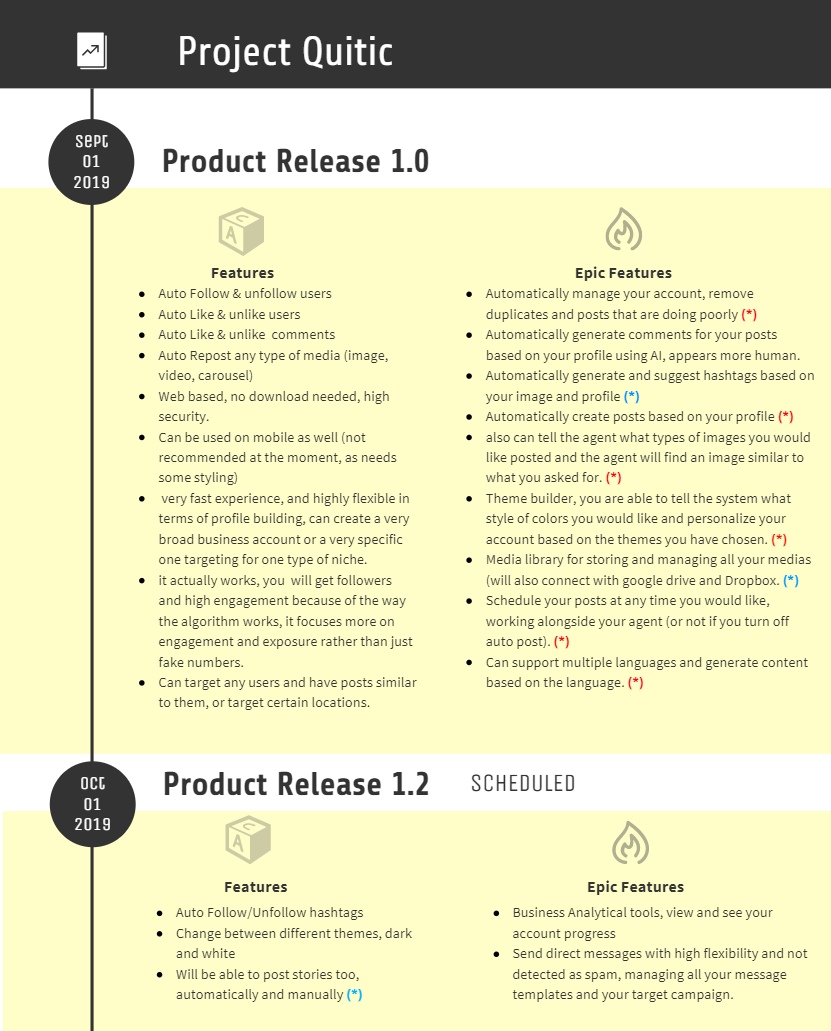 Project Quitic
Sept
01
2019
Product Release 1.0
A
Features
● Auto Follow & unfollow users
● Auto Like & unlike users
● Auto Like & unlike  comments
● Auto Repost any type of media (image,
video, carousel)
● Web based, no download needed, high
security.
● Can be used on mobile as well (not
recommended at the moment, as needs
some styling)
● very fast experience, and highly flexible in
terms of profile building, can create a very
broad business account or a very specific
one targeting for one type of niche.
● it actually works, you  will get followers
and high engagement because of the way
the algorithm works, it focuses more on
engagement and exposure rather than just
fake numbers.
● Can target any users and have posts similar
to them, or target certain locations.
Epic Features
● Automatically manage your account, remove
duplicates and posts that are doing poorly (*)
● Automatically generate comments for your posts
based on your profile using AI, appears more human.
● Automatically generate and suggest hashtags based on
your image and profile (*)
● Automatically create posts based on your profile (*)
● also can tell the agent what types of images you would
like posted and the agent will find an image similar to
what you asked for. (*)
● Theme builder, you are able to tell the system what
style of colors you would like and personalize your
account based on the themes you have chosen. (*)
● Media library for storing and managing all your medias
(will also connect with google drive and Dropbox. (*)
● Schedule your posts at any time you would like,
working alongside your agent (or not if you turn off
auto post). (*)
● Can support multiple languages and generate content
based on the language. (*)
Oct
01
2019
Product Release 1.2
SCHEDULED
A
Features
● Auto Follow/Unfollow hashtags
● Change between different themes, dark
and white
● Will be able to post stories too,
automatically and manually (*)
Epic Features
● Business Analytical tools, view and see your
account progress
● Send direct messages with high flexibility and not
detected as spam, managing all your message
templates and your target campaign.